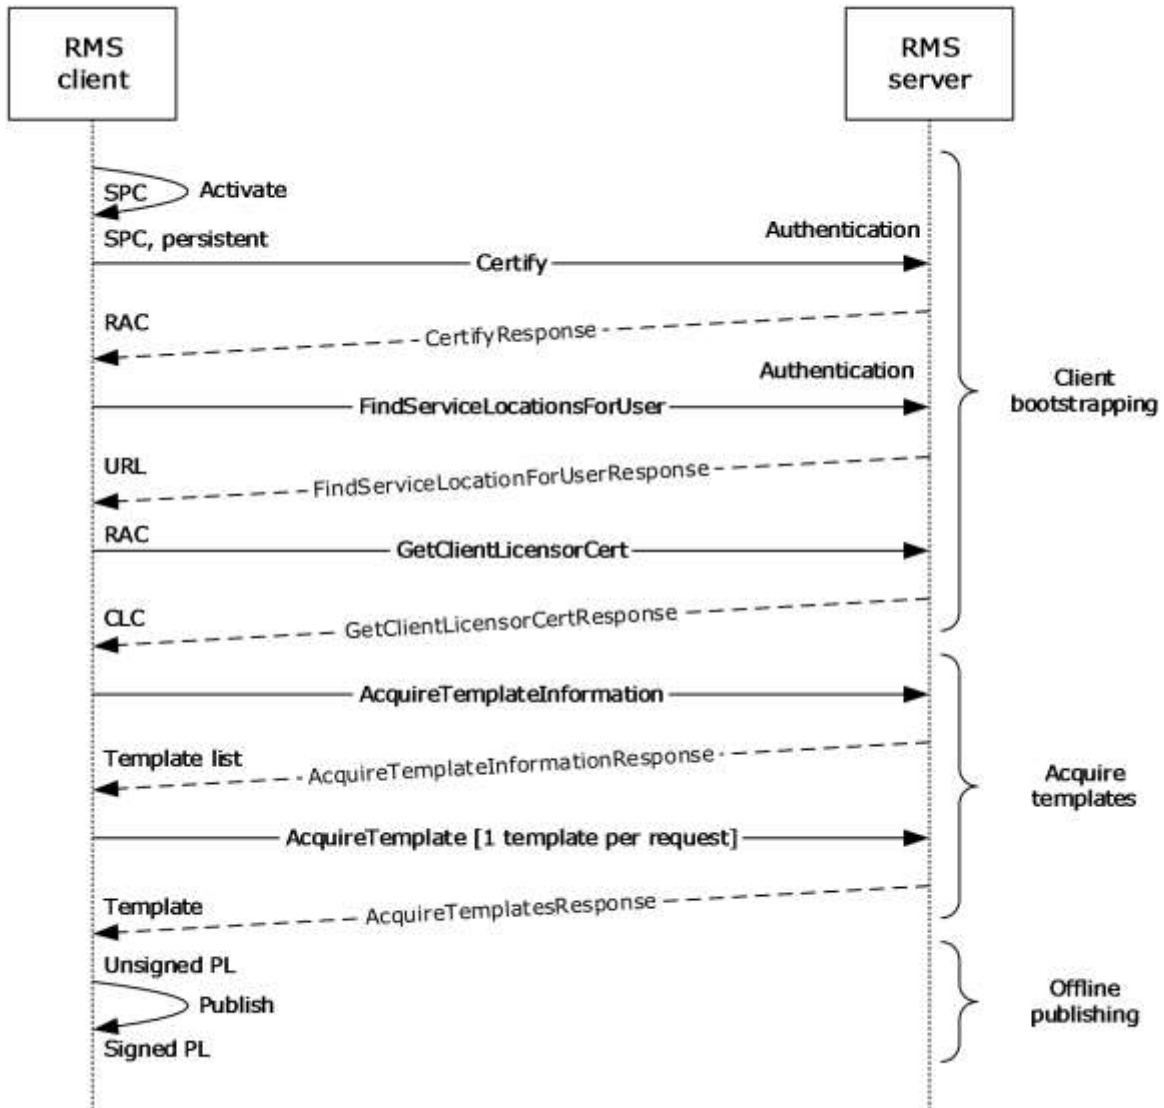 RMS
client
RMS
server
SPC
Activate
SPC, persistent
Authentication
Certify
RAC
CertifyResponse
Authentication
FindServiceLocationsForUser
Client
bootstrapping
URL
FindServiceLocationForUserResponse
RAC
GetClientLicensorCert
CLC
GetClientLicensorCertResponse
AcquireTemplateInformation
Template list
AcquireTemplateInformationResponse
Acquire
templates
AcquireTemplate [1 template per request]
Template
AcquireTemplatesResponse
Unsigned PL
Publish
Offline
publishing
Signed PL